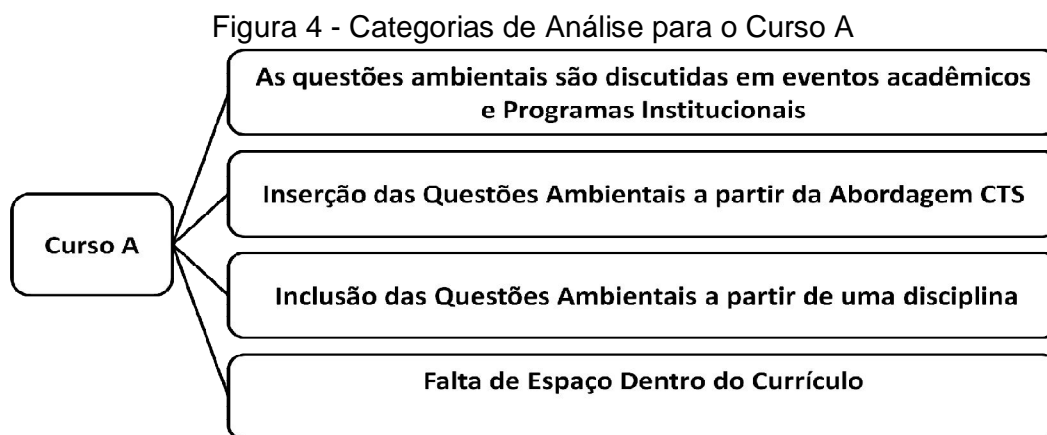 Figura 4 - Categorias de Análise para o Curso A
As questões ambientais são discutidas em eventos acadêmicos
e Programas Institucionais
Inserção das Questões Ambientais a partir da Abordagem CTS
Curso A
Inclusão das Questões Ambientais a partir de uma disciplina
Falta de Espaço Dentro do Currículo